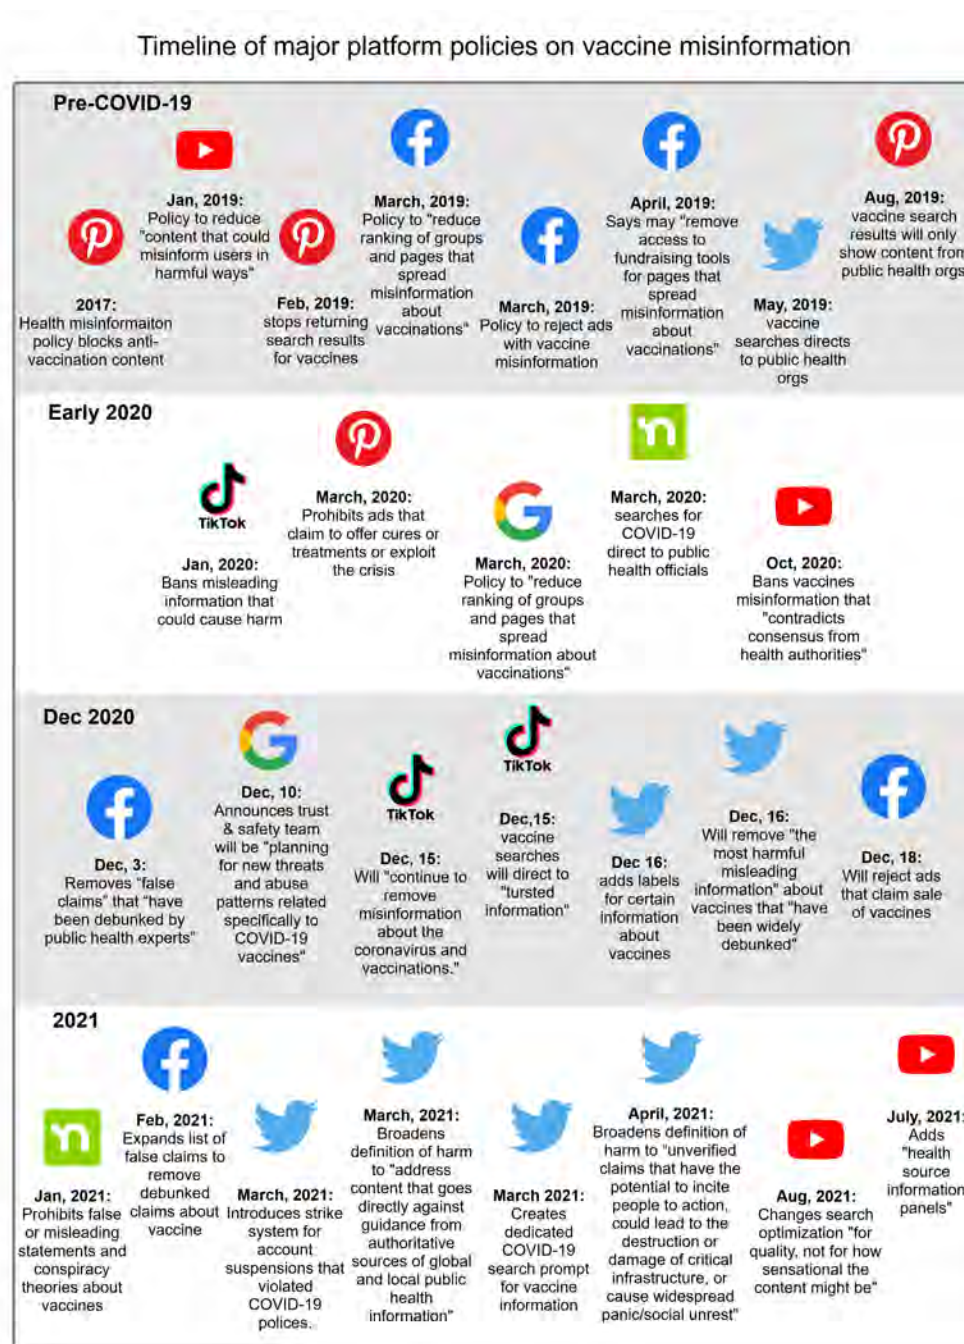 Timeline of major platform policies on vaccine misinformation
Pre-COVID-19
2017:
Health misinformaiton
policy blocks anti-
vaccination content
Jan, 2019:
Policy to reduce
"content that could
misinform users in
harmful ways"
Feb, 2019:
stops returning
search results
for vaccines
March, 2019:
Policy to "reduce
ranking of groups
and pages that
spread
misinformation
about
vaccinations"
March, 2019:
Policy to reject ads
with vaccine
misinformation
April, 2019:
Says may "remove
access to
fundraising tools
for pages that
spread
misinformation
about
vaccinations"
May, 2019:
vaccine
searches directs
to public health
orgs
Aug, 2019:
vaccine search
results will only
show content from
public health orgs
Early 2020
TikTok
Jan, 2020:
Bans misleading
information that
could cause harm
March, 2020:
Prohibits ads that
claim to offer cures or
treatments or exploit
the crisis
March, 2020:
Policy to "reduce
ranking of groups
and pages that
spread
misinformation about
vaccinations"
March, 2020:
searches for
COVID-19
direct to public
health officials
Oct, 2020:
Bans vaccines
misinformation that
"contradicts
consensus from
health authorities"
Dec 2020
Dec, 3:
Removes "false
claims" that "have
been debunked by
public health experts"
Dec, 10:
Announces trust
& safety team
will be "planning
for new threats
and abuse
patterns related
specifically to
COVID-19
vaccines"
TikTok
Dec, 15:
Will "continue to
remove
misinformation
about the
coronavirus and
vaccinations."
TikTok
Dec,15:
vaccine
searches
will direct to
"tursted
information"
Dec 16:
adds labels
for certain
information
about
vaccines
Dec, 16:
Will remove "the
most harmful
misleading
information" about
vaccines that "have
been widely
debunked"
Dec, 18:
Will reject ads
that claim sale
of vaccines
2021
Jan, 2021:
Prohibits false
or misleading
statements and
conspiracy
theories about
vaccines
Feb, 2021:
Expands list of
false claims to
remove
debunked
claims about
vaccine
March, 2021:
Introduces strike
system for
account
suspensions that
violated
COVID-19
polices.
March, 2021:
Broadens
definition of harm
to "address
content that goes
directly against
guidance from
authoritative
sources of global
and local public
health
information"
March 2021:
Creates
dedicated
COVID-19
search prompt
for vaccine
information
April, 2021:
Broadens definition of
harm to "unverified
claims that have the
potential to incite
people to action,
could lead to the
destruction or
damage of critical
infrastructure, or
cause widespread
panic/social unrest"
Aug, 2021:
Changes search
optimization "for
quality, not for how
sensational the
content might be"
July, 2021:
Adds
"health
source
information
panels"